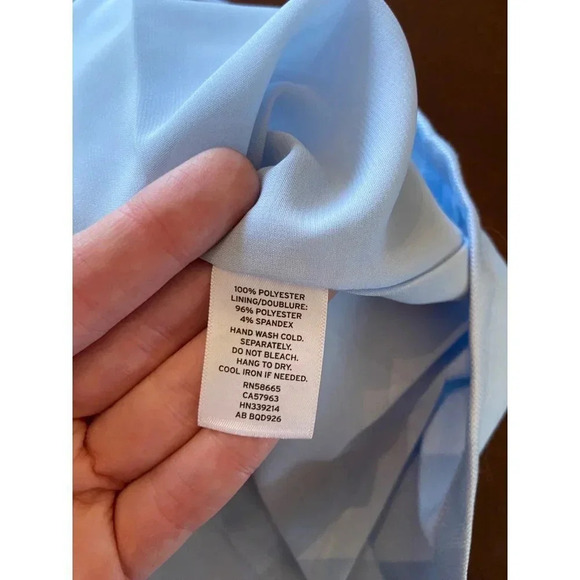 100% POLYESTER
LINING/DOUBLURE:
96% POLYESTER
4% SPANDEX
HAND WASH COLD.
SEPARATELY.
DO NOT BLEACH.
HANG TO DRY.
COOL IRON IF NEEDED.
RN58665
CA57963
HN339214
AB BQD926